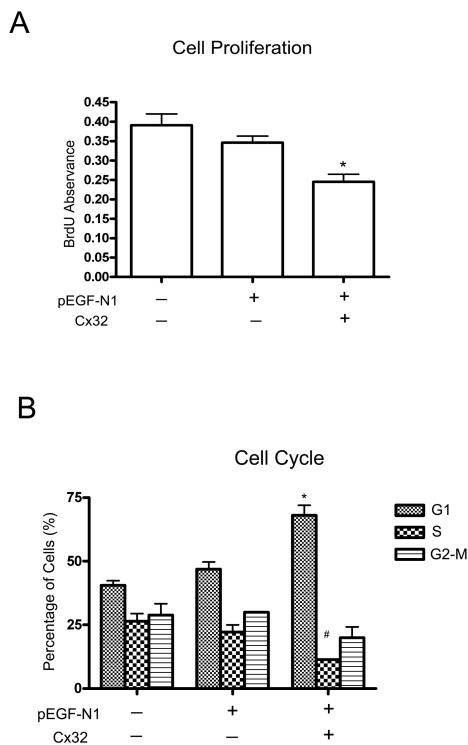 A
Cell Proliferation
BrdU Abservance
0.45
0.40
0.35
0.30
0.25
0.20
0.15
0.10
0.05
0.00
*
pEGF-N1 — + +
Cx32 — — +
B
Cell Cycle
Percentage of Cells (%)
75
50
25
0
*
#
G1
S
G2-M
pEGF-N1 — + +
Cx32 — — +